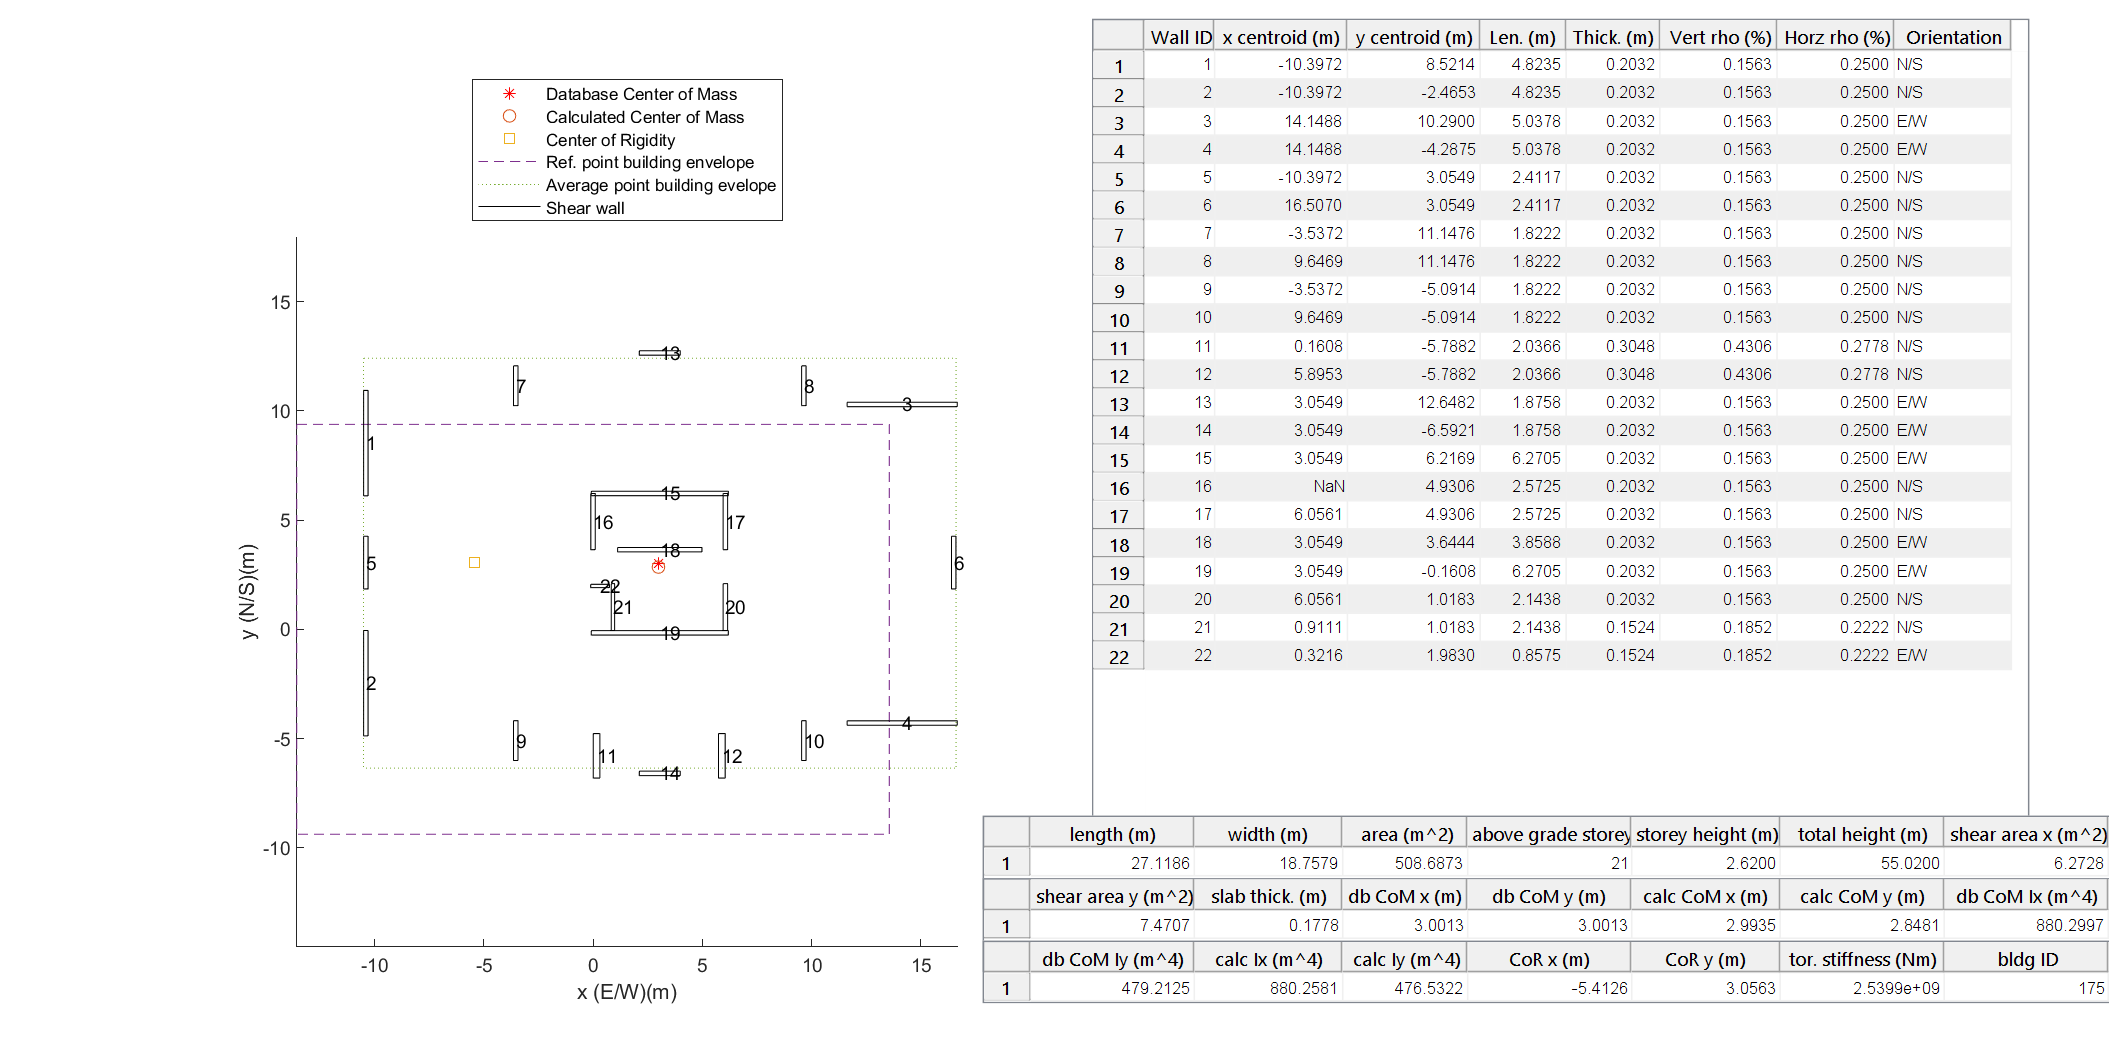 Database Center of Mass
Calculated Center of Mass
Center of Rigidity
Ref. point building envelope
Average point building evelope
Shear wall
15
10
5
0
-5
-10
-10 -5 0 5 10 15
x (E/W)(m)
y (N/S)(m)
13
7 8
3
1
15
16 17
18
5 6
22
21 20
19
2
4
9 10
11 12
14
Wall ID x centroid (m) y centroid (m) Len. (m) Thick. (m) Vert rho (%) Horz rho (%) Orientation
1 1 -10.3972 8.5214 4.8235 0.2032 0.1563 0.2500 N/S
2 2 -10.3972 -2.4653 4.8235 0.2032 0.1563 0.2500 N/S
3 3 14.1488 10.2900 5.0378 0.2032 0.1563 0.2500 E/W
4 4 14.1488 -4.2875 5.0378 0.2032 0.1563 0.2500 E/W
5 5 -10.3972 3.0549 2.4117 0.2032 0.1563 0.2500 N/S
6 6 16.5070 3.0549 2.4117 0.2032 0.1563 0.2500 N/S
7 7 -3.5372 11.1476 1.8222 0.2032 0.1563 0.2500 N/S
8 8 9.6469 11.1476 1.8222 0.2032 0.1563 0.2500 N/S
9 9 -3.5372 -5.0914 1.8222 0.2032 0.1563 0.2500 N/S
10 10 9.6469 -5.0914 1.8222 0.2032 0.1563 0.2500 N/S
11 11 0.1608 -5.7882 2.0366 0.3048 0.4306 0.2778 N/S
12 12 5.8953 -5.7882 2.0366 0.3048 0.4306 0.2778 N/S
13 13 3.0549 12.6482 1.8758 0.2032 0.1563 0.2500 E/W
14 14 3.0549 -6.5921 1.8758 0.2032 0.1563 0.2500 E/W
15 15 3.0549 6.2169 6.2705 0.2032 0.1563 0.2500 E/W
16 16 NaN 4.9306 2.5725 0.2032 0.1563 0.2500 N/S
17 17 6.0561 4.9306 2.5725 0.2032 0.1563 0.2500 N/S
18 18 3.0549 3.6444 3.8588 0.2032 0.1563 0.2500 E/W
19 19 3.0549 -0.1608 6.2705 0.2032 0.1563 0.2500 E/W
20 20 6.0561 1.0183 2.1438 0.2032 0.1563 0.2500 N/S
21 21 0.9111 1.0183 2.1438 0.1524 0.1852 0.2222 N/S
22 22 0.3216 1.9830 0.8575 0.1524 0.1852 0.2222 E/W
length (m) width (m) area (m^2) above grade storey storey height (m) total height (m) shear area x (m^2)
1 27.1186 18.7579 508.6873 21 2.6200 55.0200 6.2728
shear area y (m^2) slab thick. (m) db CoM x (m) db CoM y (m) calc CoM x (m) calc CoM y (m) db CoM Ix (m^4)
1 7.4707 0.1778 3.0013 3.0013 2.9935 2.8481 880.2997
db CoM Iy (m^4) calc Ix (m^4) calc Iy (m^4) CoR x (m) CoR y (m) tor. stiffness (Nm) bldg ID
1 479.2125 880.2581 476.5322 -5.4126 3.0563 2.5399e+09 175